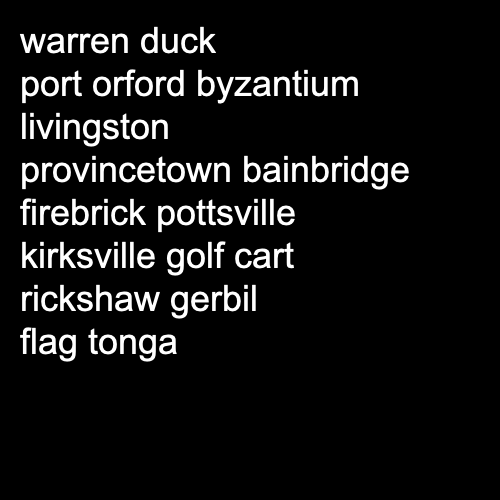 warren duck
port orford byzantium
livingston
provincetown bainbridge
firebrick pottsville
kirksville golf cart
rickshaw gerbil
flag tonga